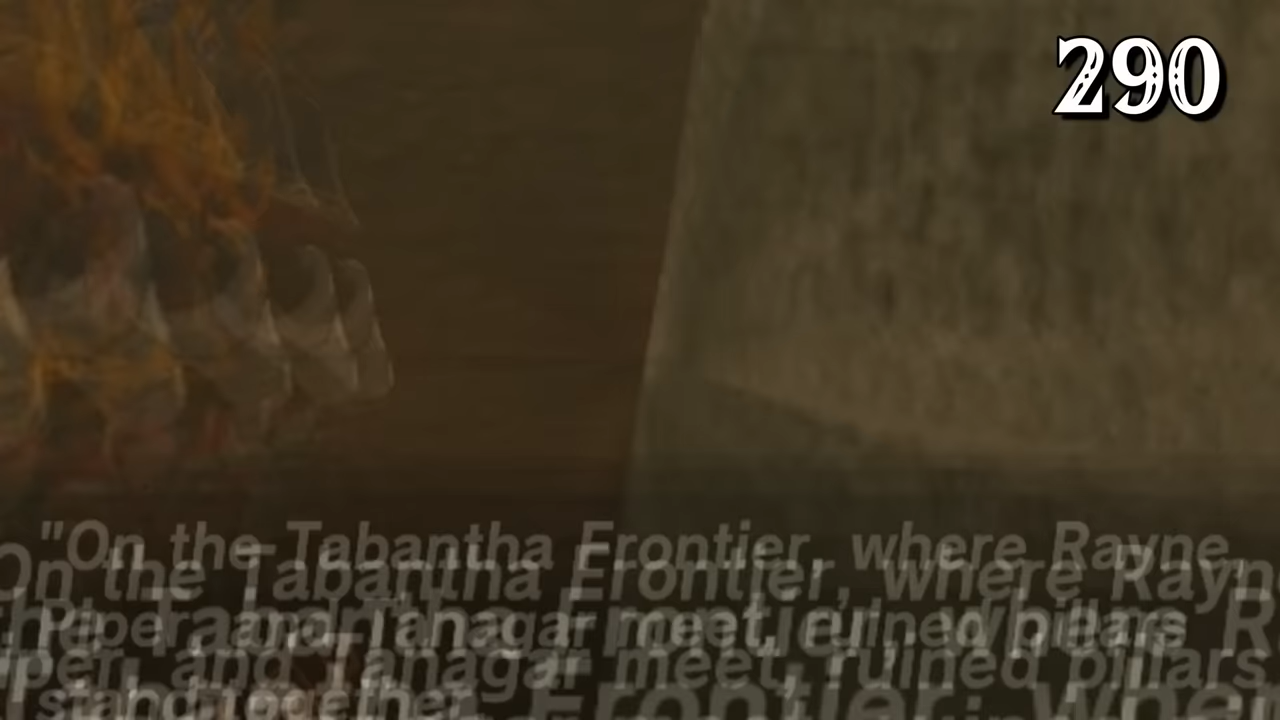 290
"On the Tabantha Frontier, where Rayne,
Piper, and Tanagar meet, ruined pillars
stand together